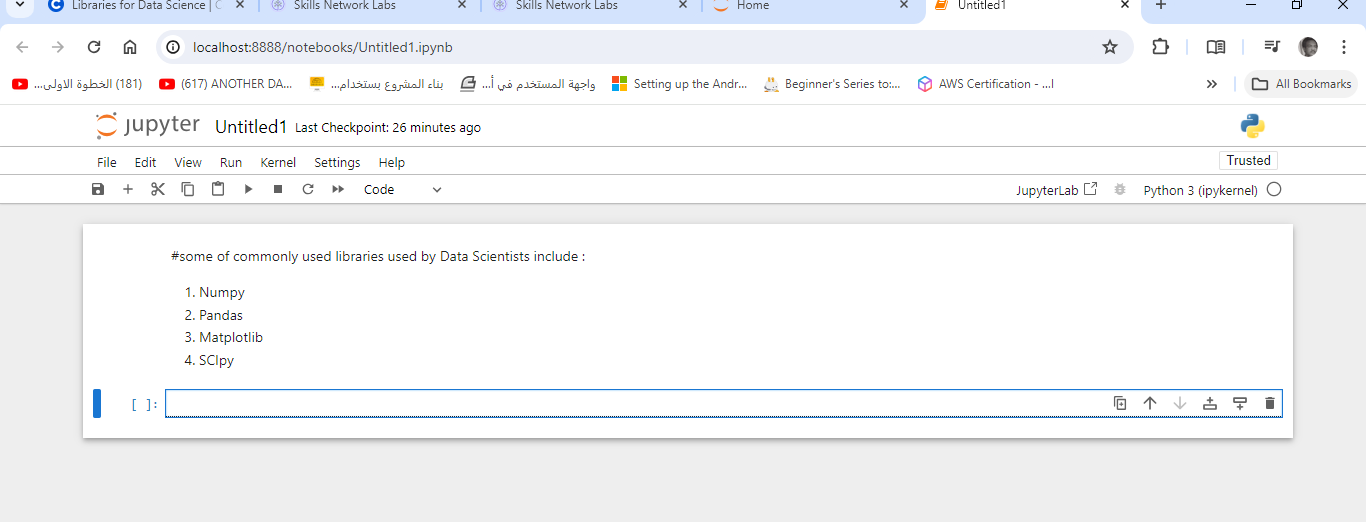 Libraries for Data Science | C
Skills Network Labs
Skills Network Labs
Home
Untitled1
localhost:8888/notebooks/Untitled1.ipynb
(181) الخطوة الاولى...
(617) ANOTHER DA...
بناء المشروع بستخدام...
واجهة المستخدم في أ...
Setting up the Andr...
Beginner's Series to:...
AWS Certification - ...ا
All Bookmarks
jupyter Untitled1 Last Checkpoint: 26 minutes ago
File Edit View Run Kernel Settings Help
Trusted
Code
JupyterLab
Python 3 (ipykernel)
#some of commonly used libraries used by Data Scientists include :
1. Numpy
2. Pandas
3. Matplotlib
4. SCIpy
[ ]: